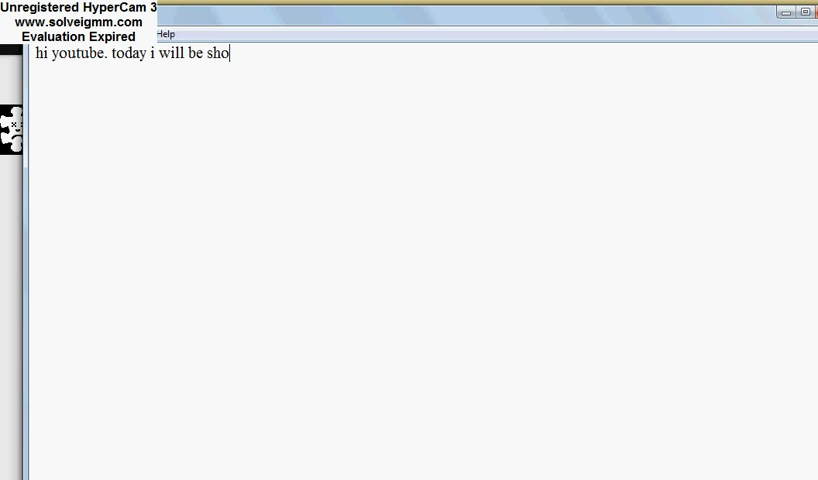 Unregistered HyperCam 3
www.solveigmm.com
Evaluation Expired
Help
hi youtube. today i will be sho